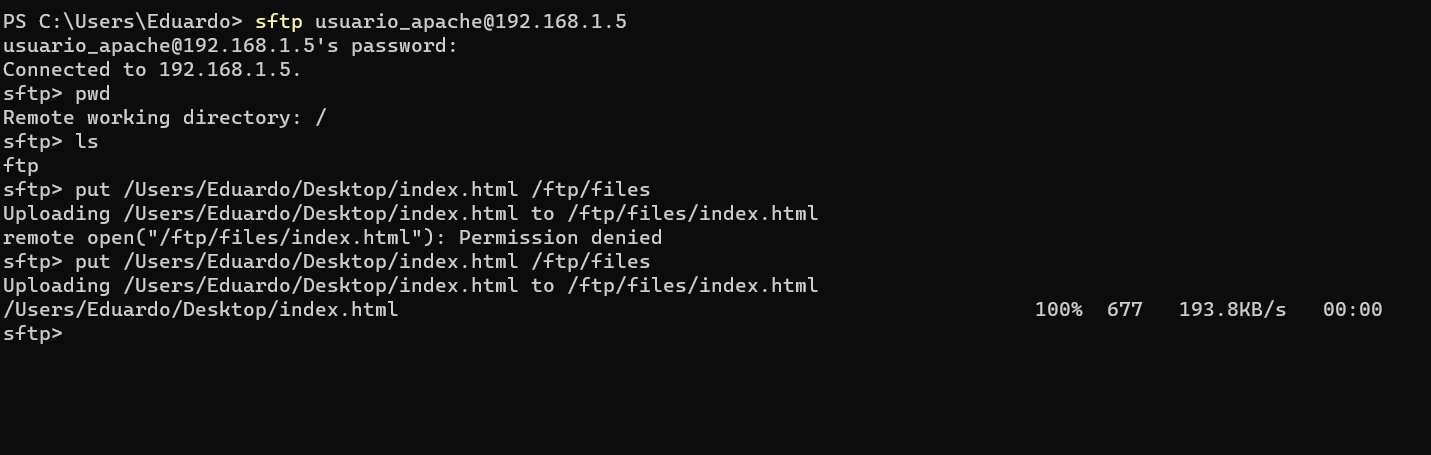 PS C:\Users\Eduardo> sftp usuario_apache@192.168.1.5
usuario_apache@192.168.1.5's password:
Connected to 192.168.1.5.
sftp> pwd
Remote working directory: /
sftp> ls
ftp
sftp> put /Users/Eduardo/Desktop/index.html /ftp/files
Uploading /Users/Eduardo/Desktop/index.html to /ftp/files/index.html
remote open("/ftp/files/index.html"): Permission denied
sftp> put /Users/Eduardo/Desktop/index.html /ftp/files
Uploading /Users/Eduardo/Desktop/index.html to /ftp/files/index.html
/Users/Eduardo/Desktop/index.html 100% 677 193.8KB/s 00:00
sftp>